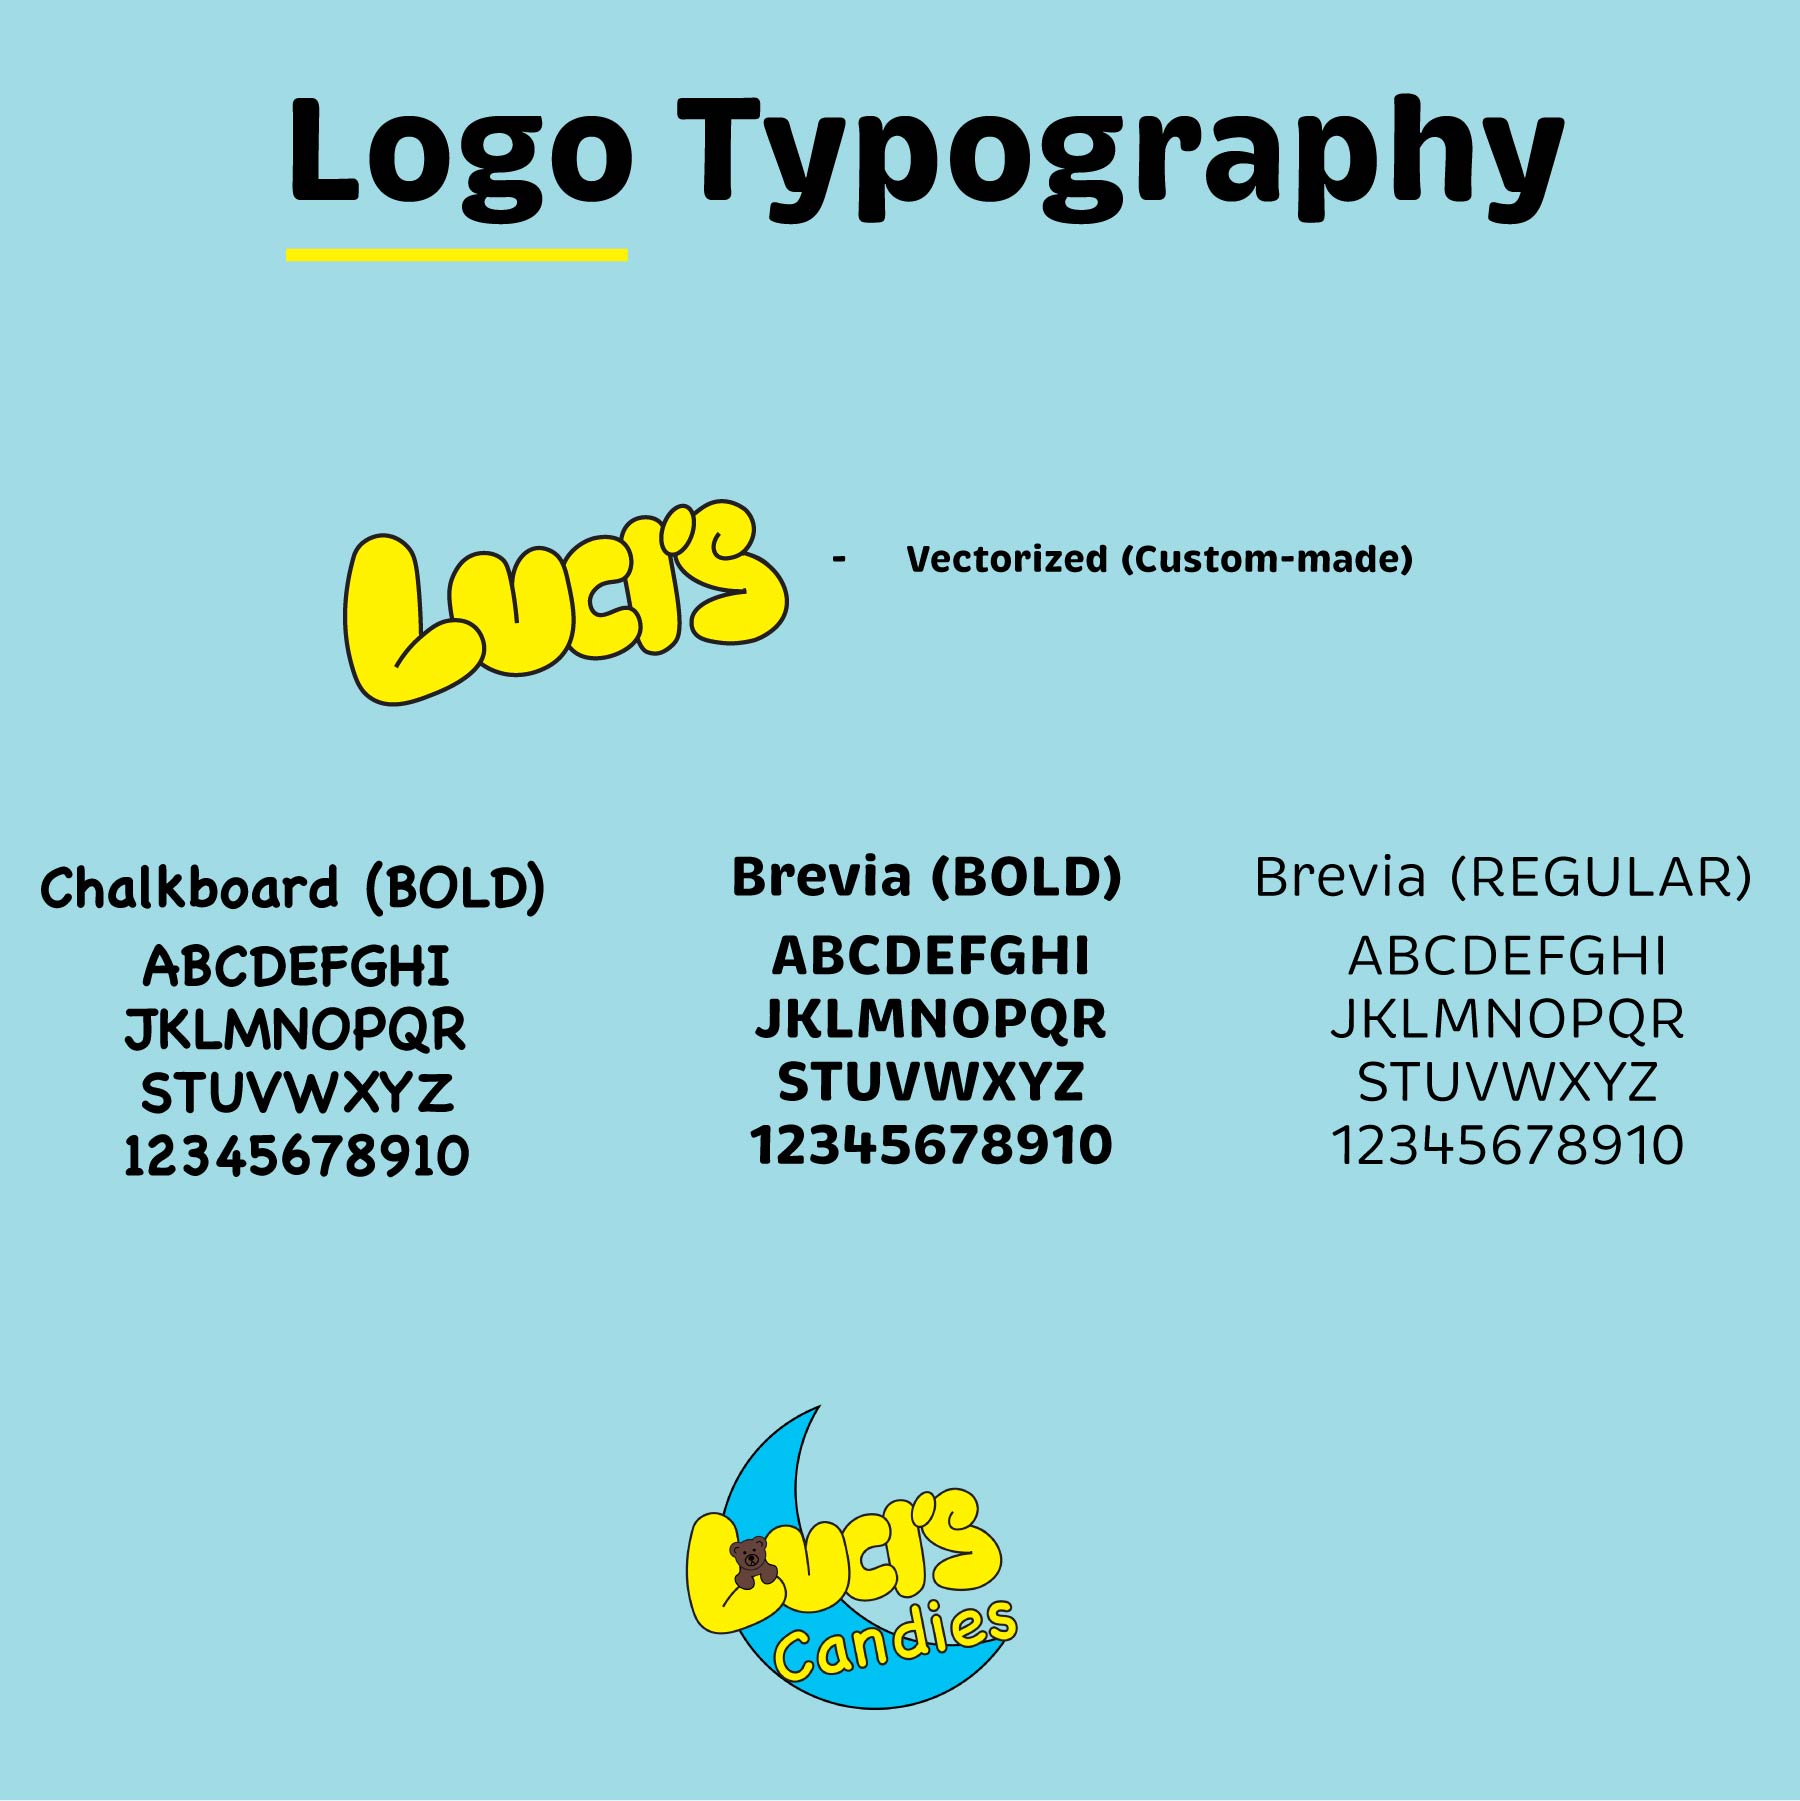 Logo Typography
LUCI'S - Vectorized (Custom-made)
Chalkboard (BOLD)
ABCDEFGHI
JKLMNOPQR
STUVWXYZ
12345678910
Brevia (BOLD)
ABCDEFGHI
JKLMNOPQR
STUVWXYZ
12345678910
Brevia (REGULAR)
ABCDEFGHI
JKLMNOPQR
STUVWXYZ
12345678910
LUCI'S
Candies